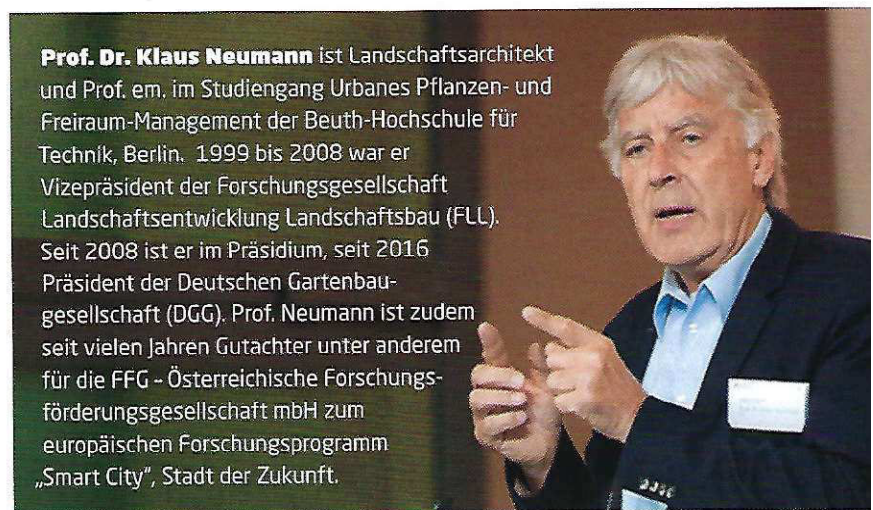 Prof. Dr. Klaus Neumann ist Landschaftsarchitekt
und Prof. em. im Studiengang Urbanes Pflanzen- und
Freiraum-Management der Beuth-Hochschule für
Technik, Berlin. 1999 bis 2008 war er
Vizepräsident der Forschungsgesellschaft
Landschaftsentwicklung Landschaftsbau (FLL).
Seit 2008 ist er im Präsidium, seit 2016
Präsident der Deutschen Gartenbau-
gesellschaft (DGG). Prof. Neumann ist zudem
seit vielen Jahren Gutachter unter anderem
für die FFG – Österreichische Forschungs-
förderungsgesellschaft mbH zum
europäischen Forschungsprogramm
„Smart City“, Stadt der Zukunft.